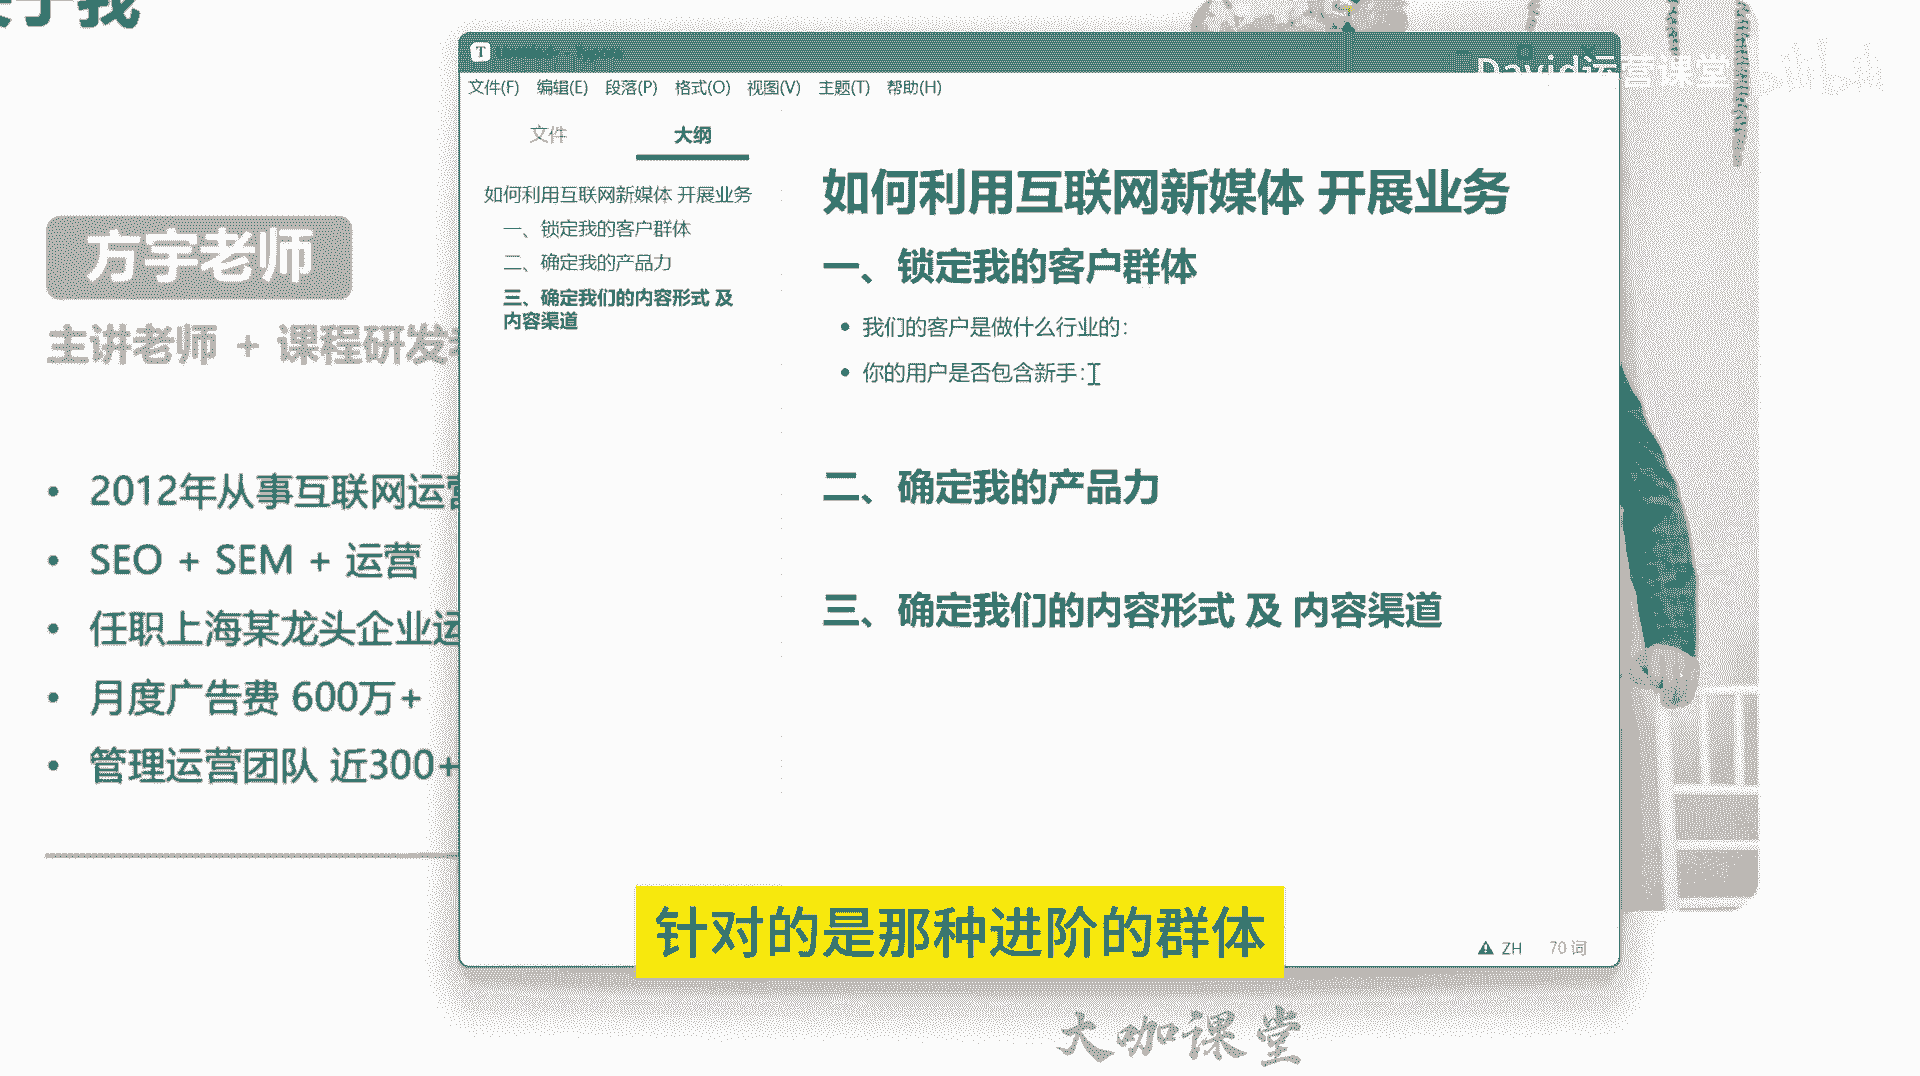 于我
方宇老师
主讲老师 + 课程研发
2012年从事互联网运营
SEO + SEM + 运营
任职上海某龙头企业运
月度广告费 600万+
管理运营团队 近300+
David运营课堂
文件(F) 编辑(E) 段落(P) 格式(O) 视图(V) 主题(T) 帮助(H)
文件 大纲
如何利用互联网新媒体 开展业务
一、锁定我的客户群体
二、确定我的产品力
三、确定我们的内容形式 及
内容渠道
如何利用互联网新媒体 开展业务
一、锁定我的客户群体
我们的客户是做什么行业的：
你的用户是否包含新手：
二、确定我的产品力
三、确定我们的内容形式 及 内容渠道
ZH 70 词
针对的是那种进阶的群体
大咖课堂